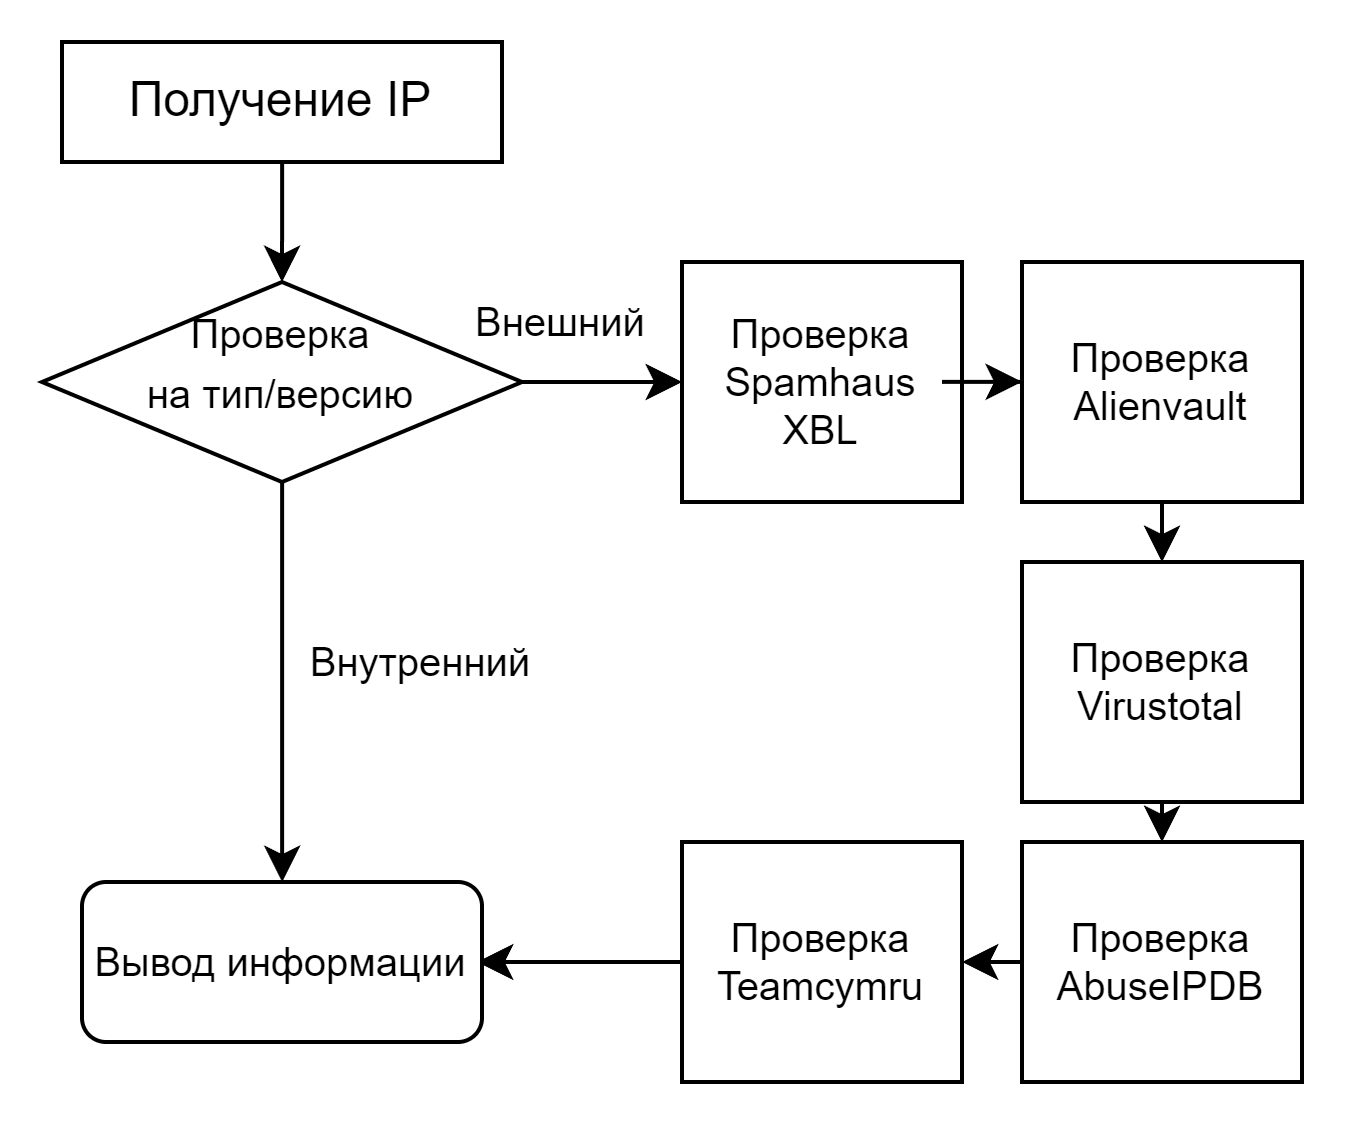 Получение IP
Проверка
на тип/версию
Внешний
Проверка
Spamhaus
XBL
Проверка
Alienvault
Внутренний
Проверка
Virustotal
Проверка
AbuseIPDB
Проверка
Teamcymru
Вывод информации